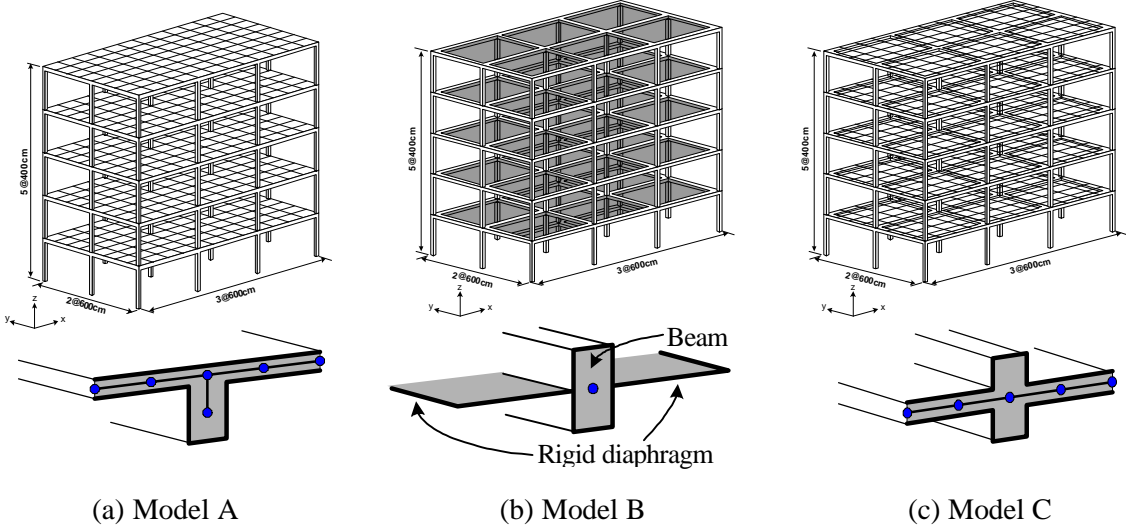 5@400cm
2@600cm
3@600cm
z
y
x
5@400cm
2@600cm
3@600cm
z
y
x
5@400cm
2@600cm
3@600cm
z
y
x
Beam
Rigid diaphragm
(a) Model A
(b) Model B
(c) Model C